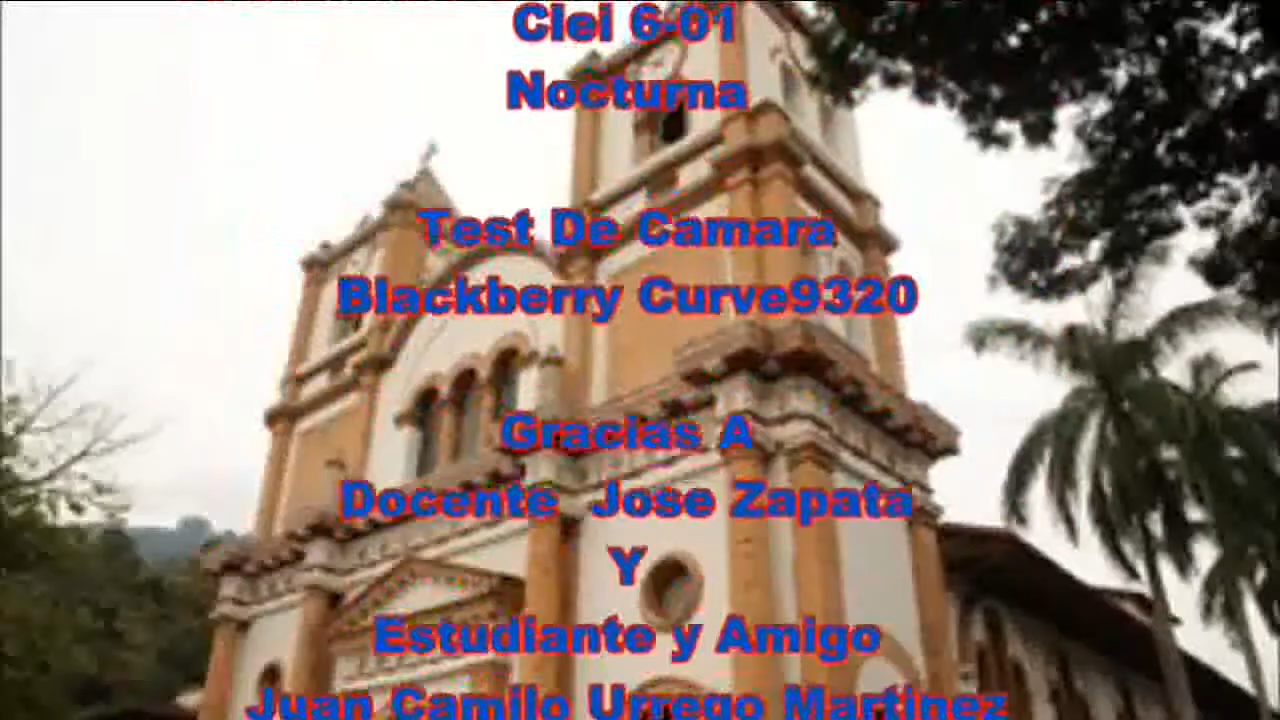 Clei 6-01
Nocturna
Test De Camara
Blackberry Curve9320
Gracias A
Docente Jose Zapata
Y
Estudiante y Amigo
Juan Camilo Urrego Martinez